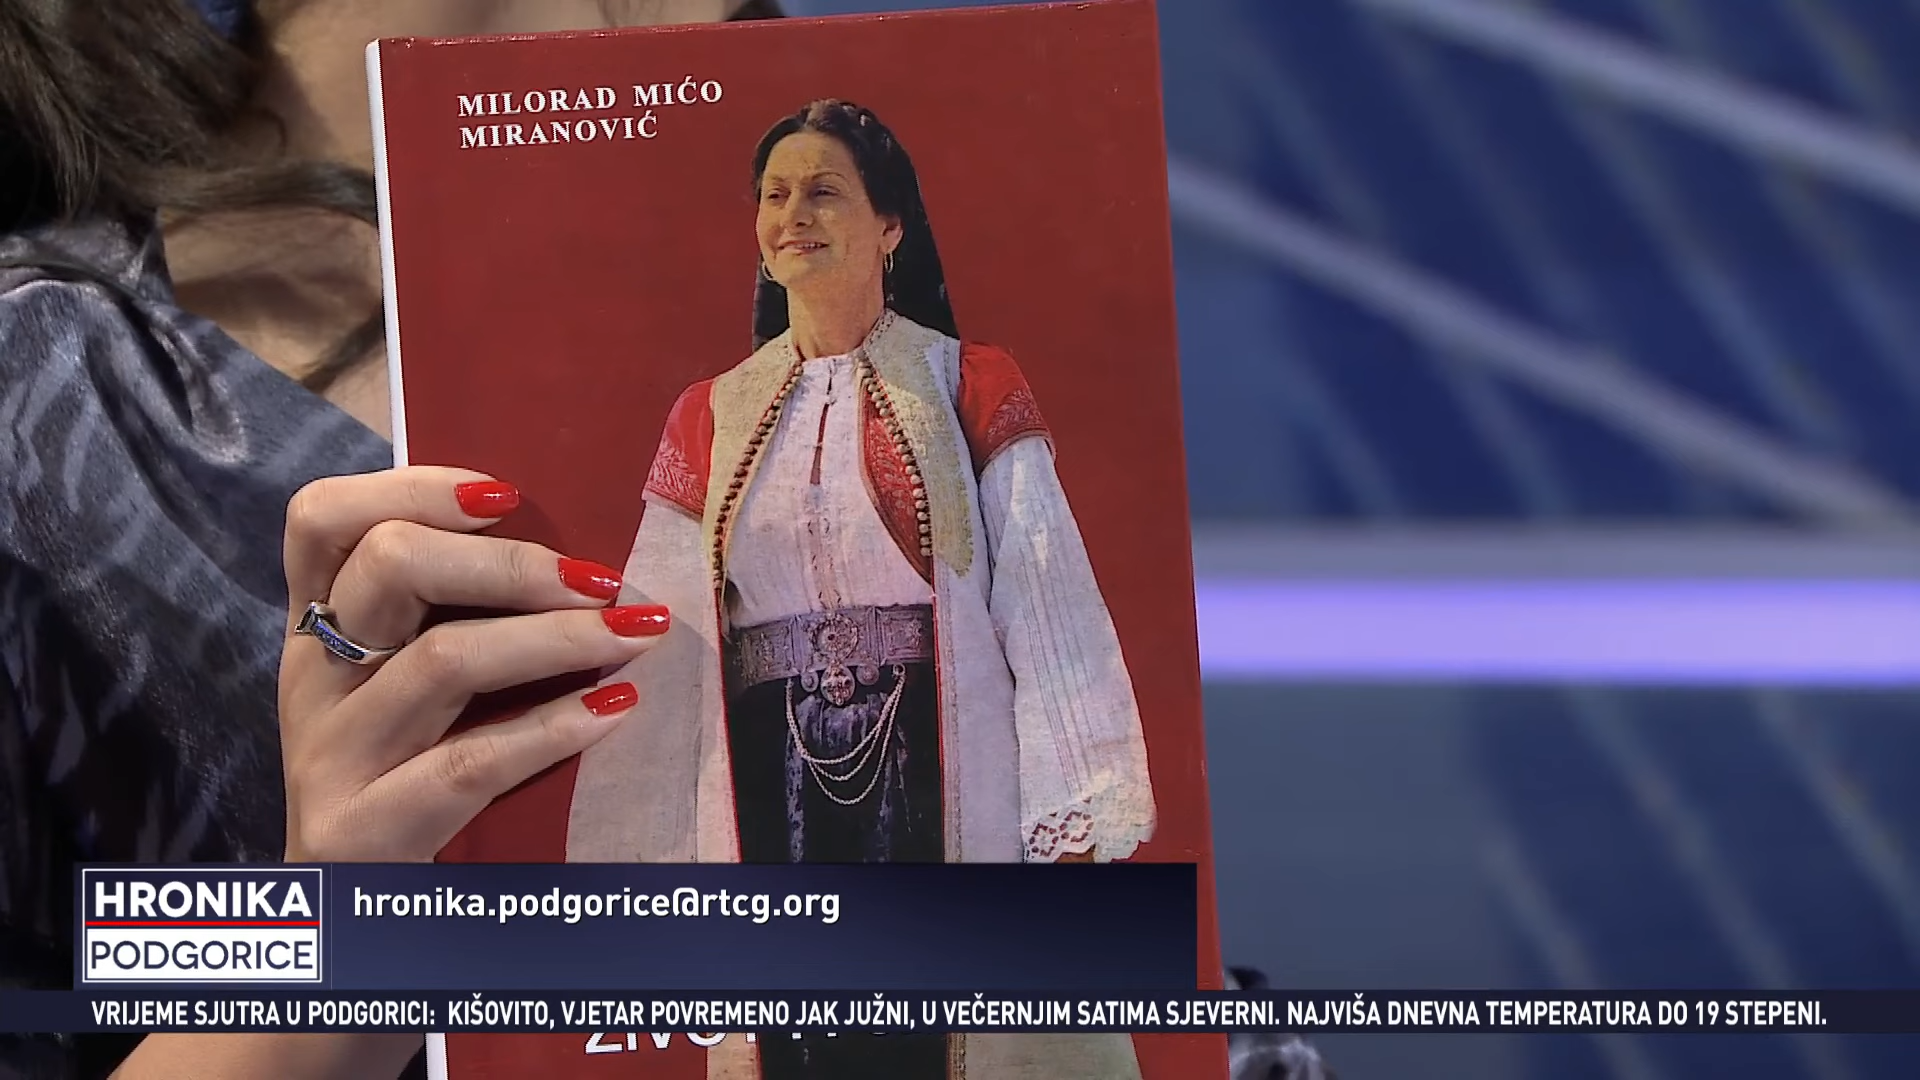 MILORAD MIĆO
MIRANOVIĆ
HRONIKA
PODGORICE
hronika.podgorice@rtcg.org
VRIJEME SJUTRA U PODGORICI: KIŠOVITO, VJETAR POVREMENO JAK JUŽNI, U VEČERNJIM SATIMA SJEVERNI. NAJVIŠA DNEVNA TEMPERATURA DO 19 STEPENI.